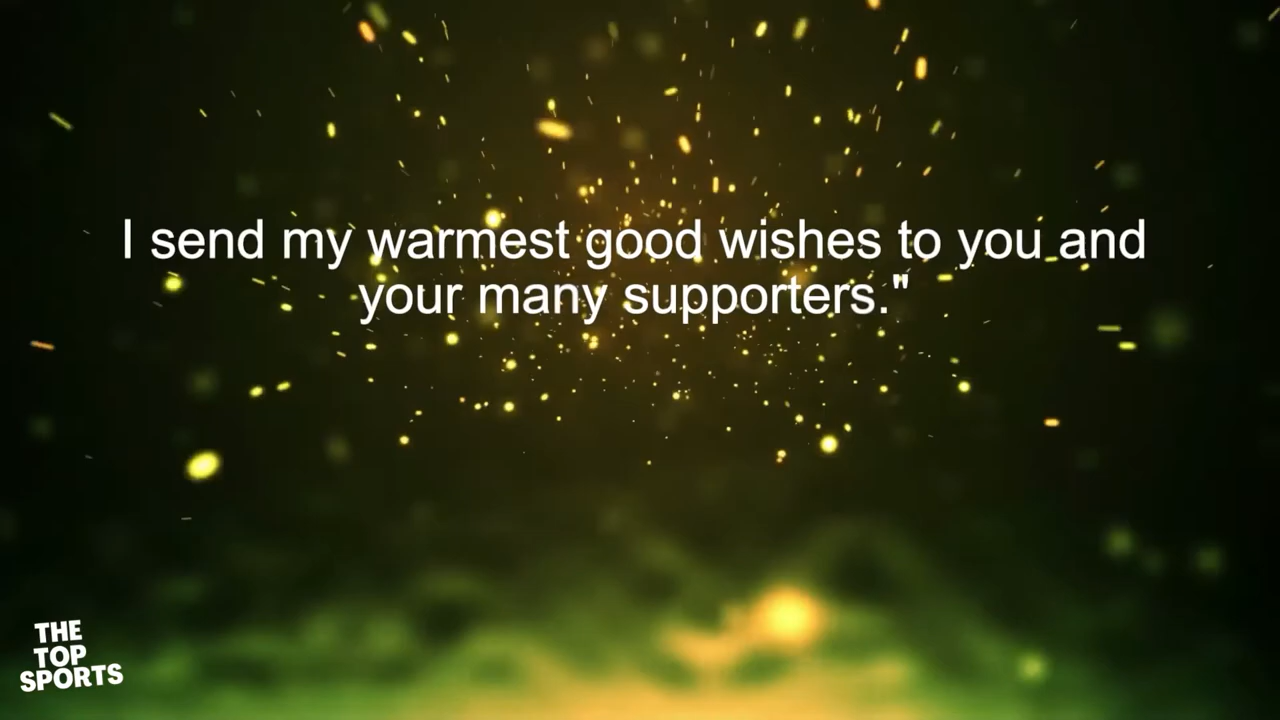 I send my warmest good wishes to you and
your many supporters."
THE
TOP
SPORTS